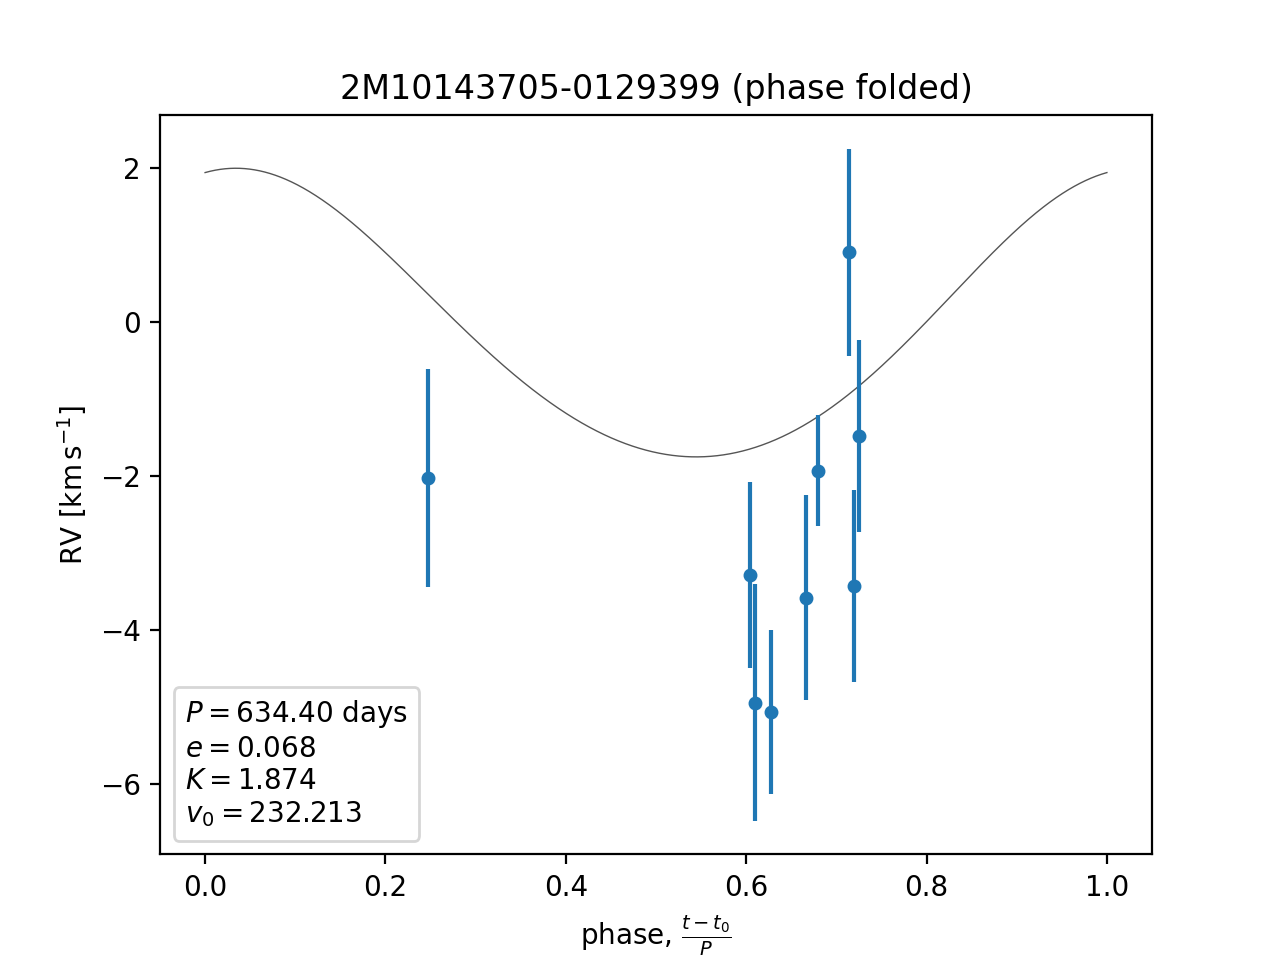 2M10143705-0129399 (phase folded)
RV [km s⁻¹]
2
0
−2
−4
−6
P = 634.40 days
e = 0.068
K = 1.874
v₀ = 232.213
0.0 0.2 0.4 0.6 0.8 1.0
phase, (t − t₀)/P